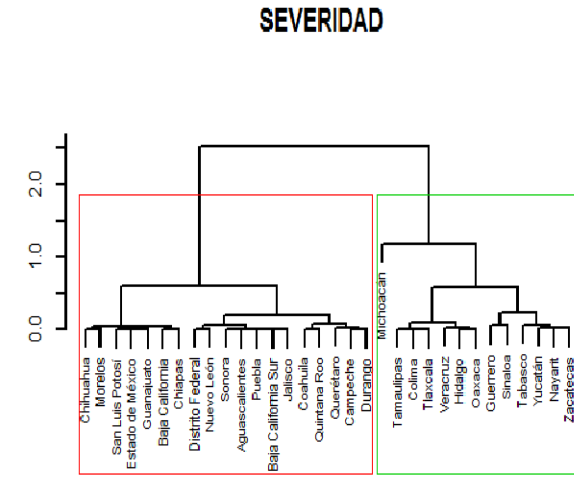 SEVERIDAD
2.0
1.0
0.0
Chihuahua
Morelos
San Luis Potosí
Estado de México
Guanajuato
Baja California
Chiapas
Distrito Federal
Nuevo León
Sonora
Aguascalientes
Puebla
Baja California Sur
Jalisco
Coahuila
Quintana Roo
Querétaro
Campeche
Durango
Michoacán
Tamaulipas
Colima
Tlaxcala
Veracruz
Hidalgo
Oaxaca
Guerrero
Sinaloa
Tabasco
Yucatán
Nayarit
Zacatecas